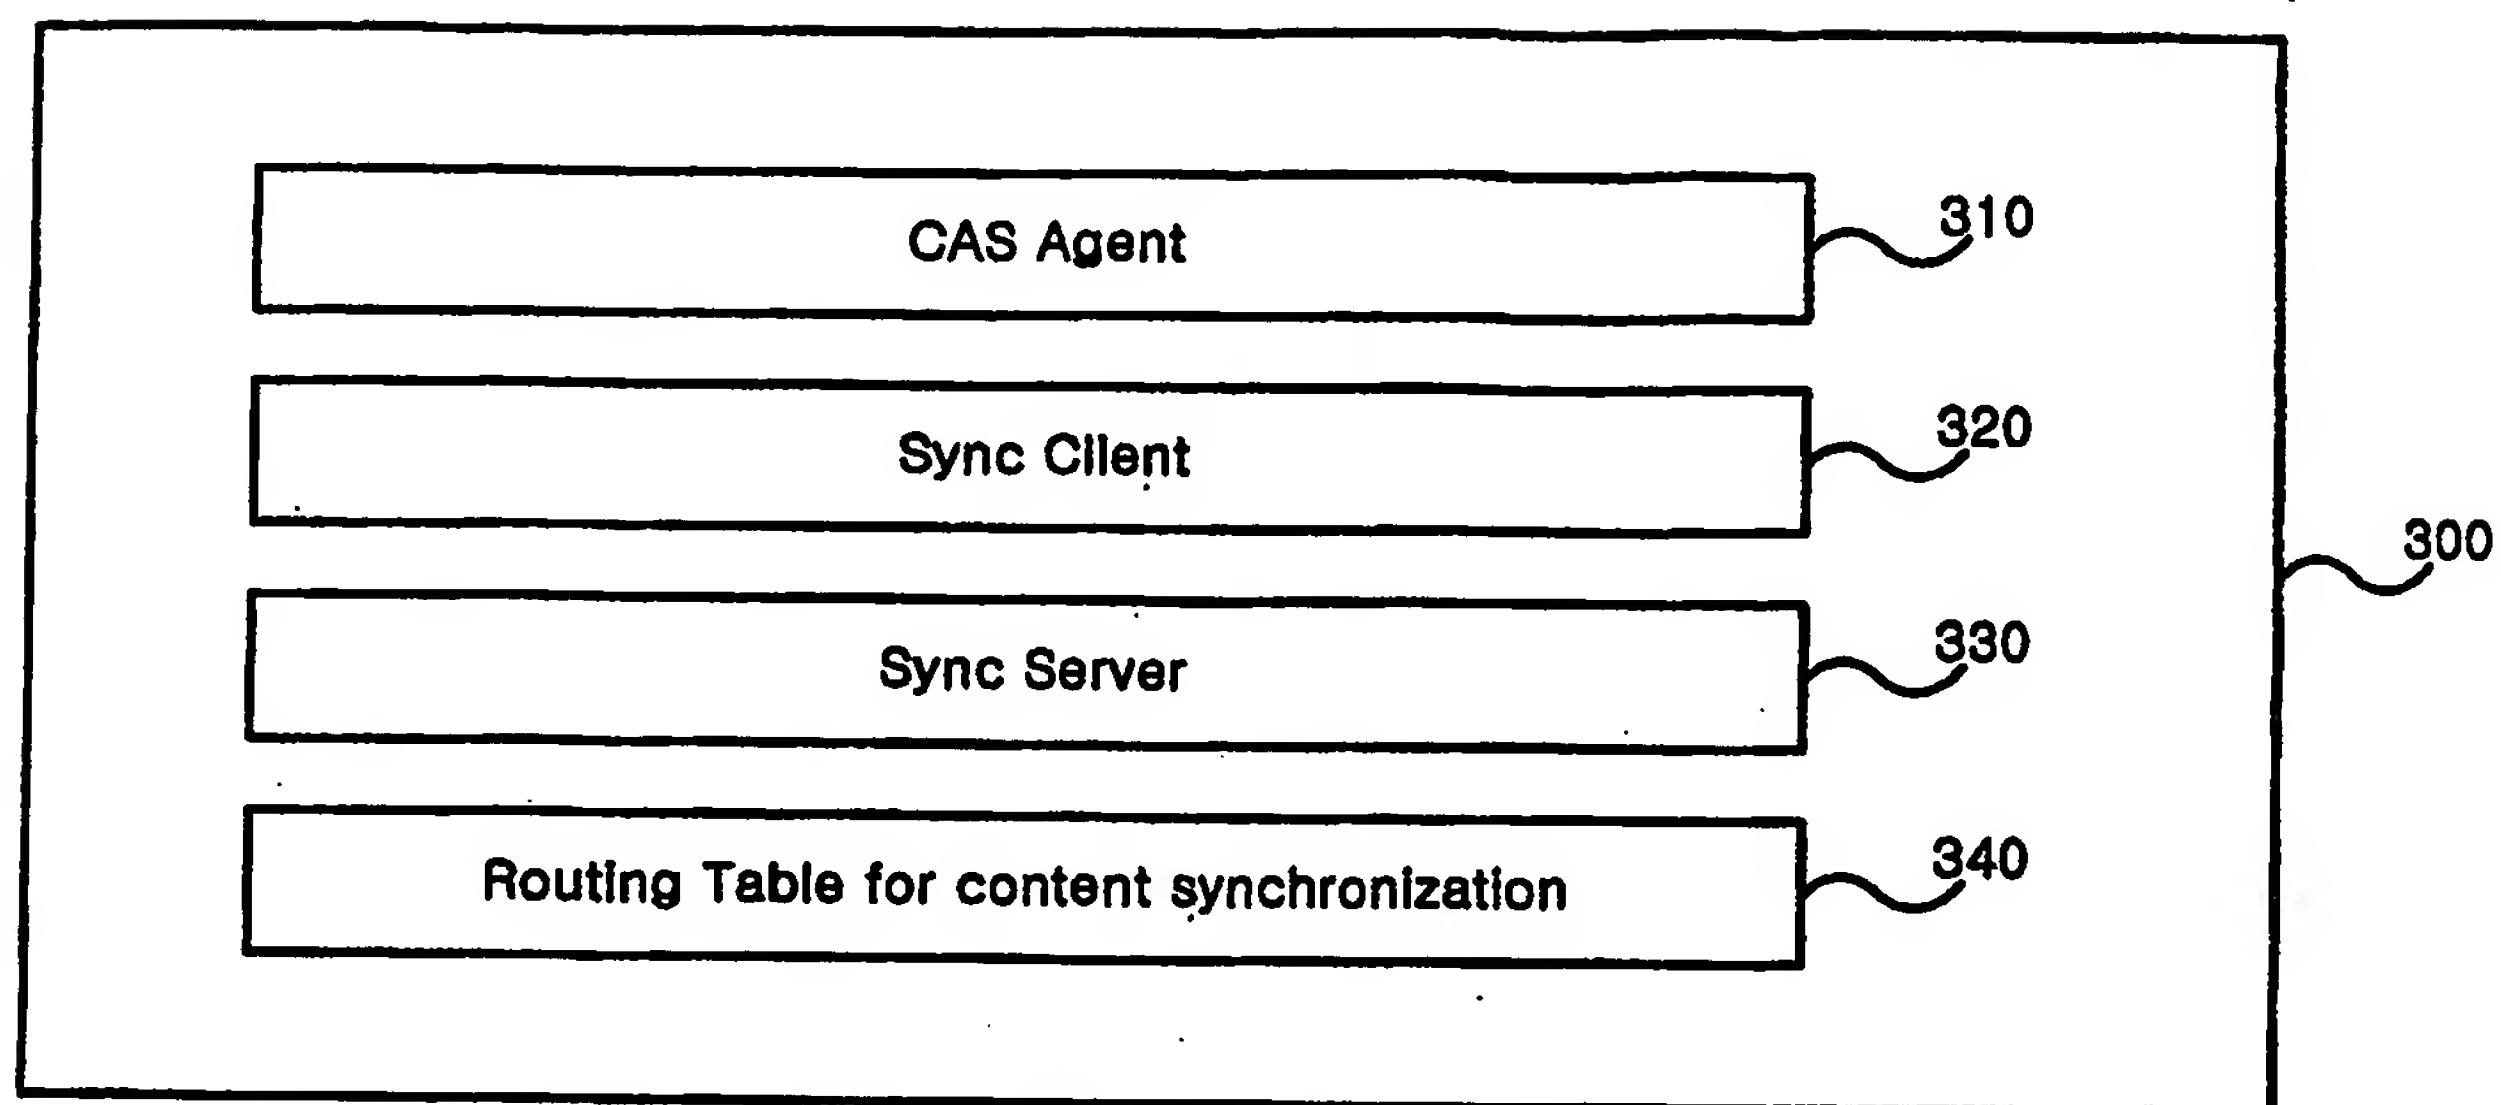 CAS Agent
310
Sync Client
320
300
Sync Server
330
Routing Table for content synchronization
340